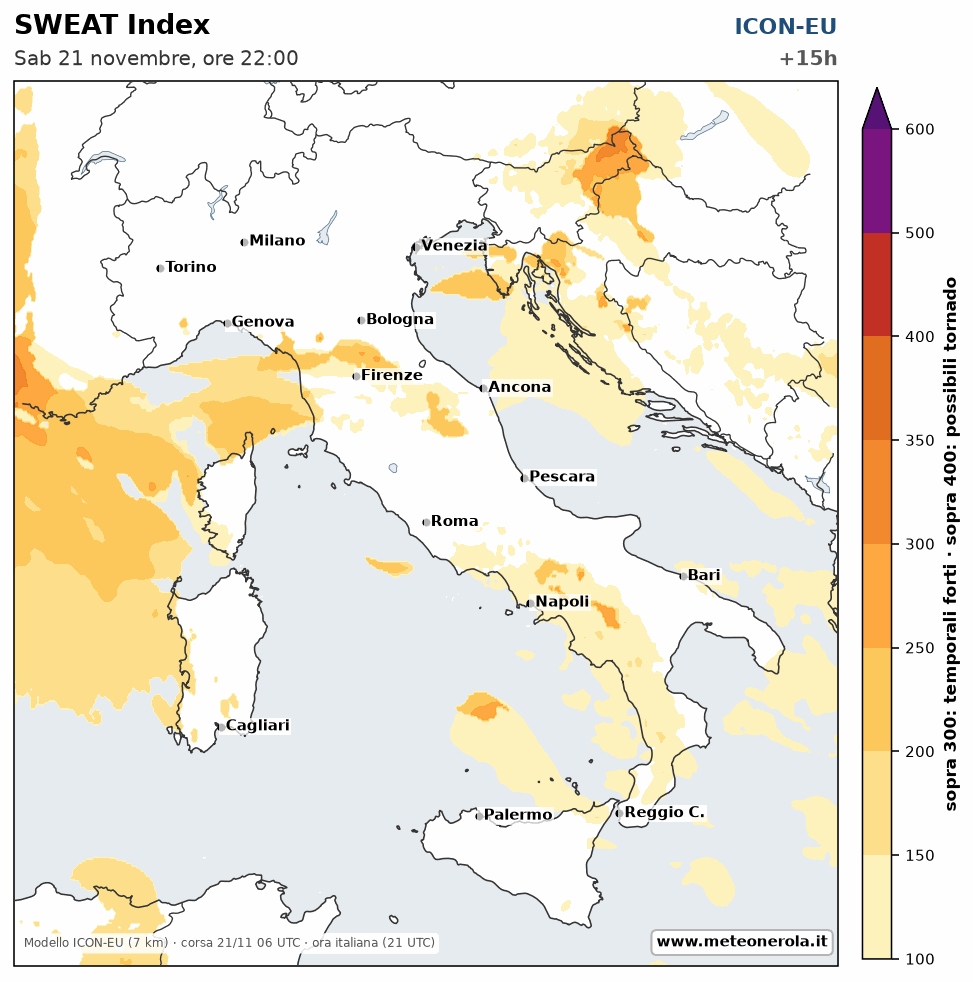 SWEAT Index
ICON-EU
Sab 21 novembre, ore 22:00
+15h
Milano
Venezia
Torino
Genova
Bologna
Firenze
Ancona
Pescara
Roma
Bari
Napoli
Cagliari
Palermo
Reggio C.
Modello ICON-EU (7 km) · corsa 21/11 06 UTC · ora italiana (21 UTC)
www.meteonerola.it
600
500
400
350
300
250
200
150
100
sopra 300: temporali forti · sopra 400: possibili tornado